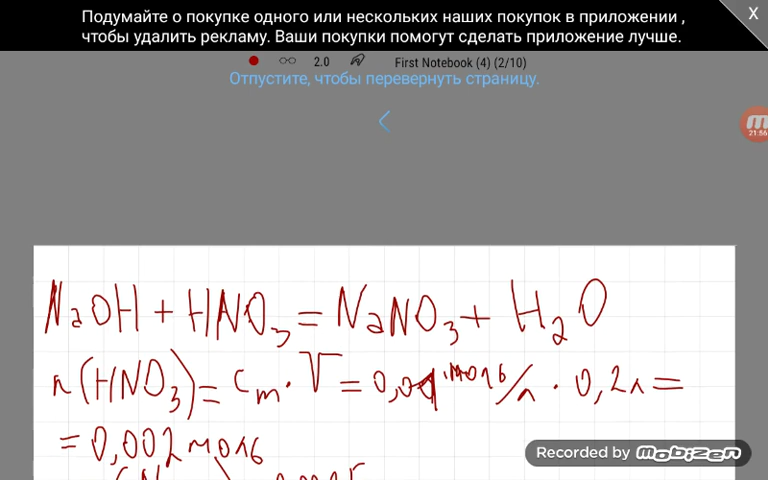 Подумайте о покупке одного или нескольких наших покупок в приложении ,
чтобы удалить рекламу. Ваши покупки помогут сделать приложение лучше.
X
2.0 First Notebook (4) (2/10)
Отпустите, чтобы перевернуть страницу.
21:56
NaOH + HNO₃ = NaNO₃ + H₂O
n(HNO₃) = Cm · V = 0,01 моль/л · 0,2л =
= 0,002 моль
Recorded by mobizen